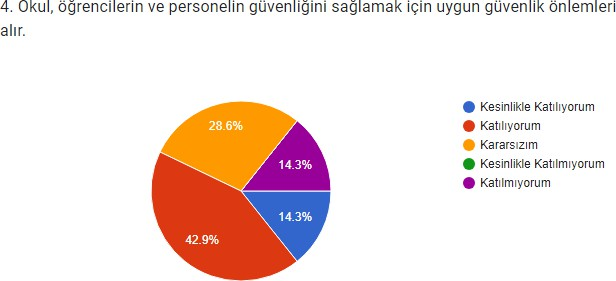 4. Okul, öğrencilerin ve personelin güvenliğini sağlamak için uygun güvenlik önlemleri
alır.
28.6%
14.3%
14.3%
42.9%
Kesinlikle Katılıyorum
Katılıyorum
Kararsızım
Kesinlikle Katılmıyorum
Katılmıyorum